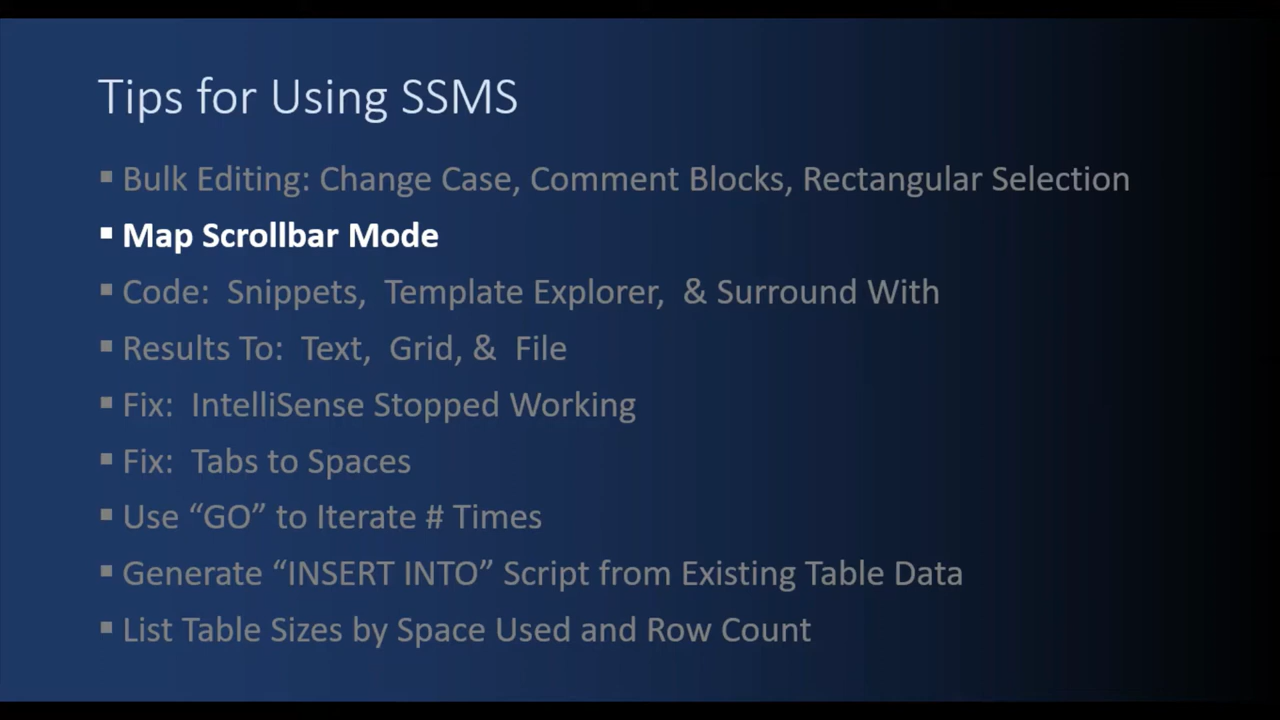 Tips for Using SSMS
▪ Bulk Editing: Change Case, Comment Blocks, Rectangular Selection
▪ Map Scrollbar Mode
▪ Code:  Snippets,  Template Explorer,  & Surround With
▪ Results To:  Text,  Grid, &  File
▪ Fix:  IntelliSense Stopped Working
▪ Fix:  Tabs to Spaces
▪ Use “GO” to Iterate # Times
▪ Generate “INSERT INTO” Script from Existing Table Data
▪ List Table Sizes by Space Used and Row Count